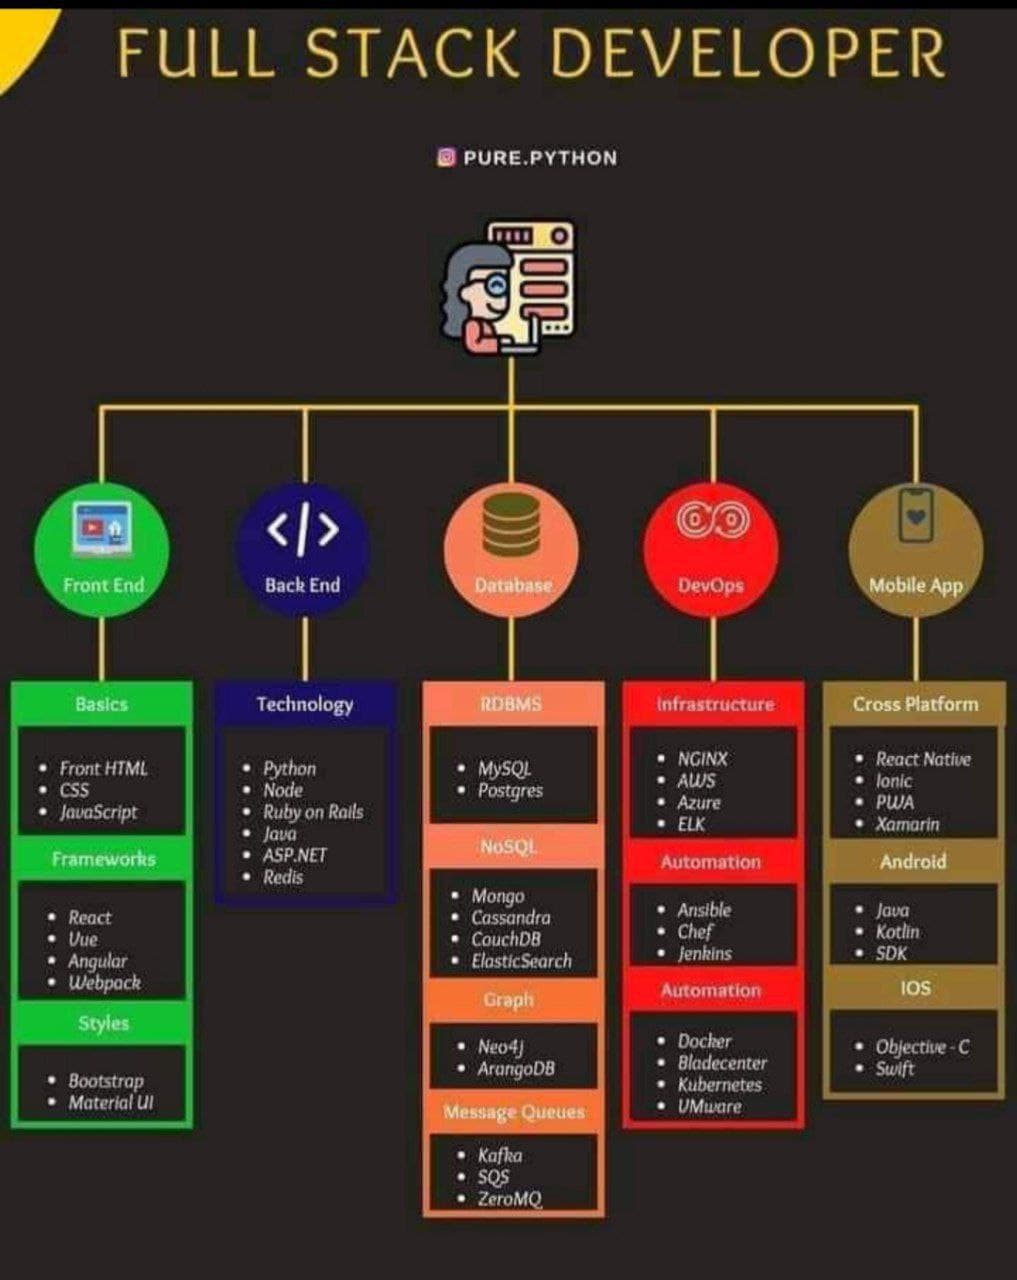 FULL STACK DEVELOPER
PURE.PYTHON
Front End
Back End
Database
DevOps
Mobile App
Basics
Front HTML
CSS
JavaScript
Frameworks
React
Vue
Angular
Webpack
Styles
Bootstrap
Material UI
Technology
Python
Node
Ruby on Rails
Java
ASP.NET
Redis
RDBMS
MySQL
Postgres
NoSQL
Mongo
Cassandra
CouchDB
ElasticSearch
Graph
Neo4j
ArangoDB
Message Queues
Kafka
SQS
ZeroMQ
Infrastructure
NGINX
AWS
Azure
ELK
Automation
Ansible
Chef
Jenkins
Automation
Docker
Bladecenter
Kubernetes
VMware
Cross Platform
React Native
Ionic
PWA
Xamarin
Android
Java
Kotlin
SDK
IOS
Objective - C
Swift